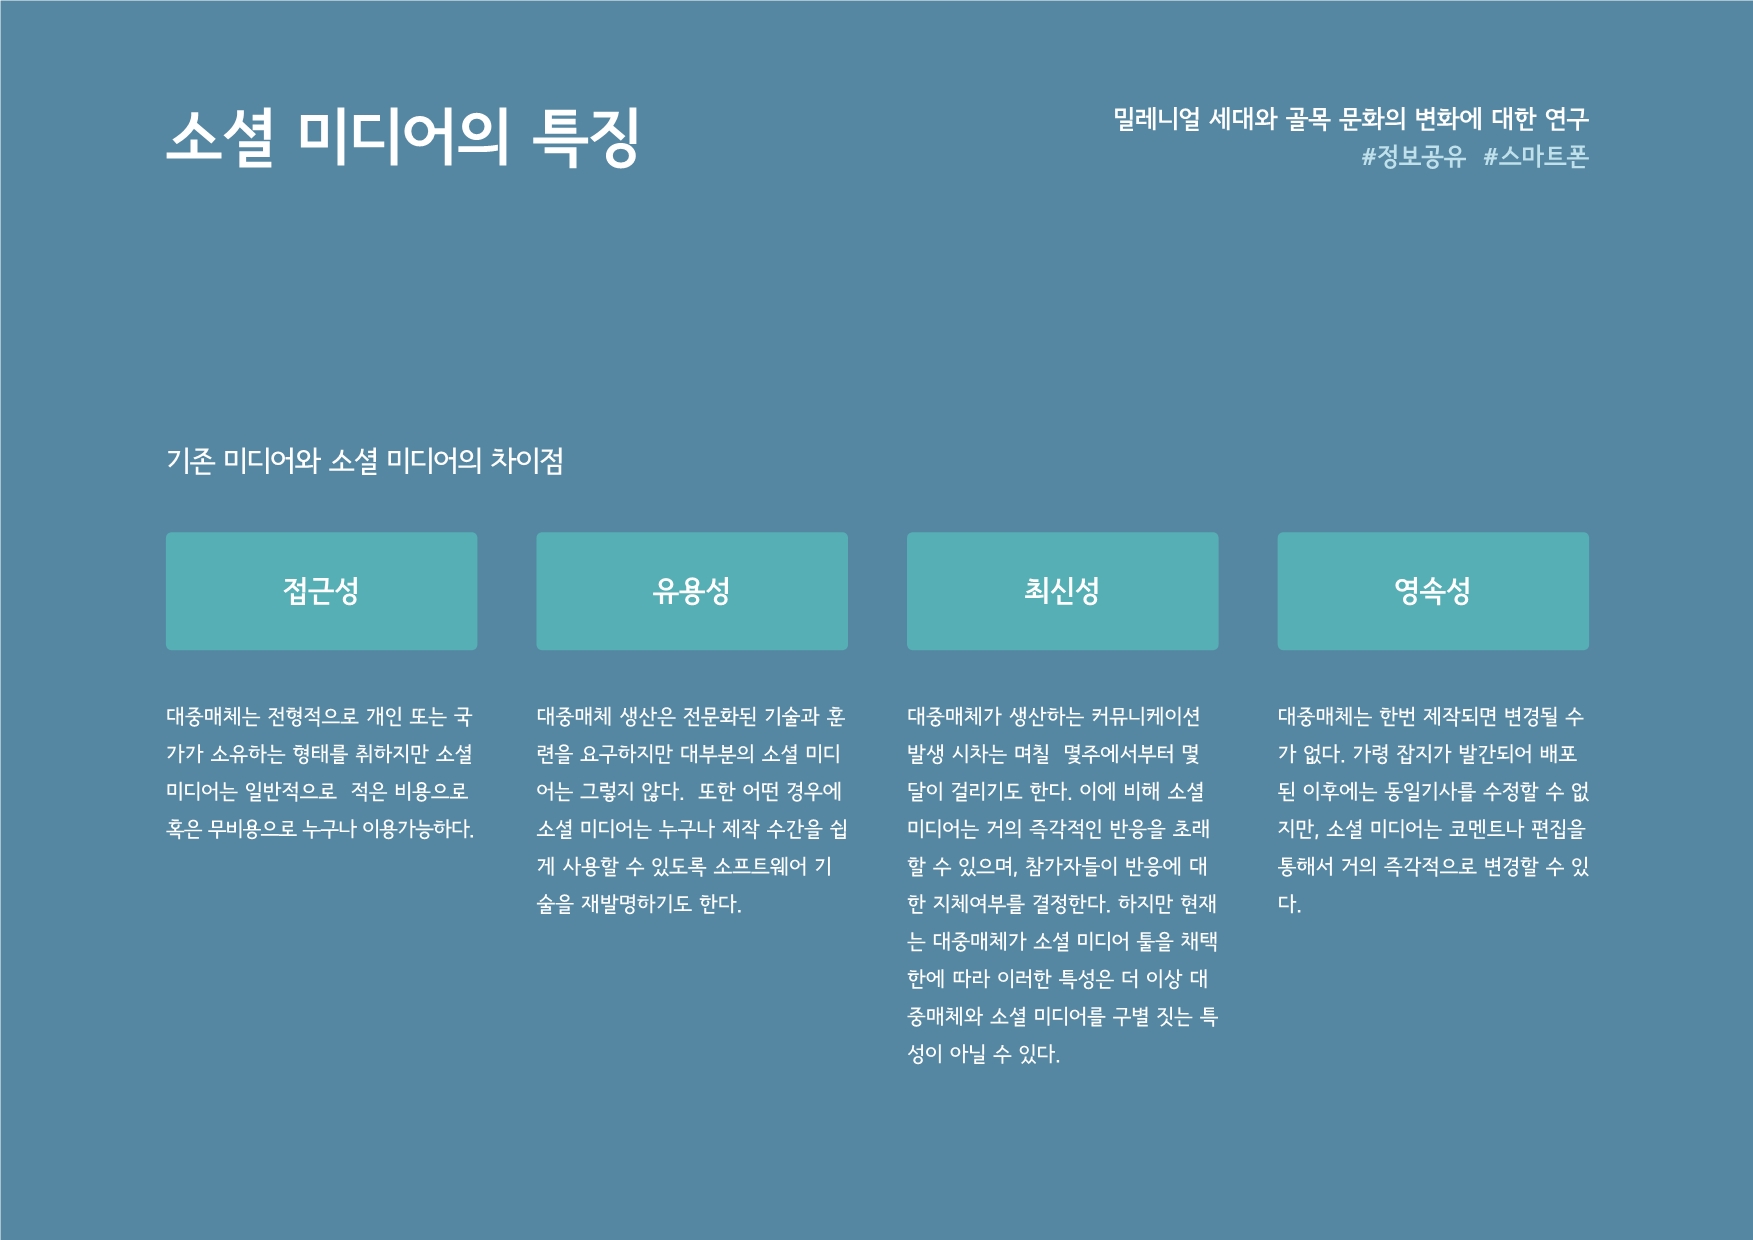 소셜 미디어의 특징
밀레니얼 세대와 골목 문화의 변화에 대한 연구
#정보공유 #스마트폰
기존 미디어와 소셜 미디어의 차이점
접근성
대중매체는 전형적으로 개인 또는 국
가가 소유하는 형태를 취하지만 소셜
미디어는 일반적으로 적은 비용으로
혹은 무비용으로 누구나 이용가능하다.
유용성
대중매체 생산은 전문화된 기술과 훈
련을 요구하지만 대부분의 소셜 미디
어는 그렇지 않다. 또한 어떤 경우에
소셜 미디어는 누구나 제작 수간을 쉽
게 사용할 수 있도록 소프트웨어 기
술을 재발명하기도 한다.
최신성
대중매체가 생산하는 커뮤니케이션
발생 시차는 며칠 몇주에서부터 몇
달이 걸리기도 한다. 이에 비해 소셜
미디어는 거의 즉각적인 반응을 초래
할 수 있으며, 참가자들이 반응에 대
한 지체여부를 결정한다. 하지만 현재
는 대중매체가 소셜 미디어 툴을 채택
한에 따라 이러한 특성은 더 이상 대
중매체와 소셜 미디어를 구별 짓는 특
성이 아닐 수 있다.
영속성
대중매체는 한번 제작되면 변경될 수
가 없다. 가령 잡지가 발간되어 배포
된 이후에는 동일기사를 수정할 수 없
지만, 소셜 미디어는 코멘트나 편집을
통해서 거의 즉각적으로 변경할 수 있
다.